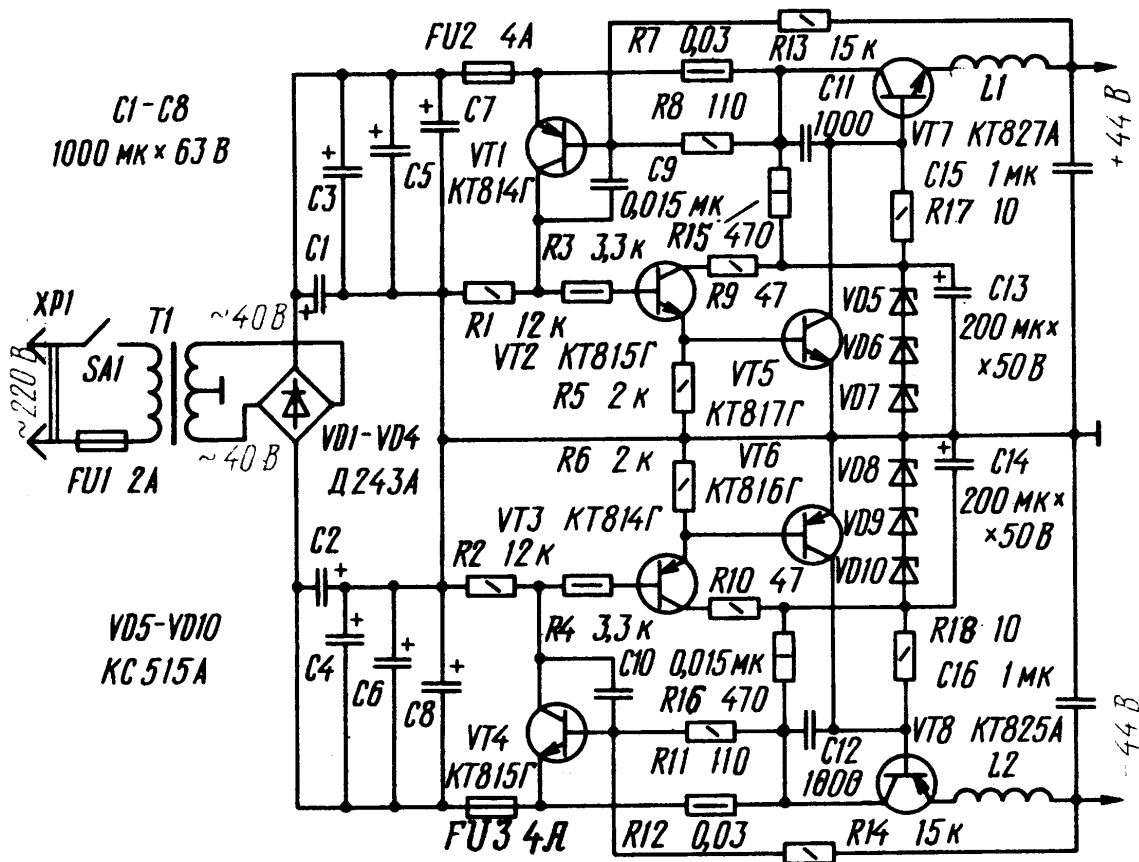 FU2 4А
R7 0,03
R13 15 к
C1-C8
1000 мк × 63 В
C7
R8 110
C11
1000
L1
+44 В
VT1
КТ814Г
VT7 КТ827А
C3
C5
C9
0,015 мк
C15 1 мк
R17 10
C1
R3 3,3 к
R15 470
XP1
T1
~40 В
R1 12 к
R9 47
VD5
C13
200 мк ×
× 50 В
SA1
VT2 КТ815Г
VD6
~220 В
R5 2 к
VT5
КТ817Г
VD7
FU1 2А
~40 В
VD1-VD4
Д243А
R6 2 к
VT6
КТ816Г
VD8
C14
200 мк ×
× 50 В
VT3 КТ814Г
VD9
C2
R2 12 к
R10 47
VD10
VD5-VD10
КС515А
C4
C6
C8
R4 3,3 к
C10 0,015 мк
R18 10
C16 1 мк
R16 470
VT4
КТ815Г
R11 110
C12
1000
VT8 КТ825А
L2
-44 В
FU3 4А
R12 0,03
R14 15 к